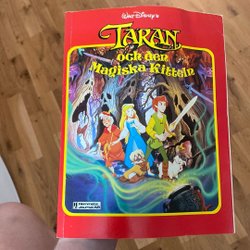 WALT DISNEY'S
TARAN
och den
Magiska Kitteln